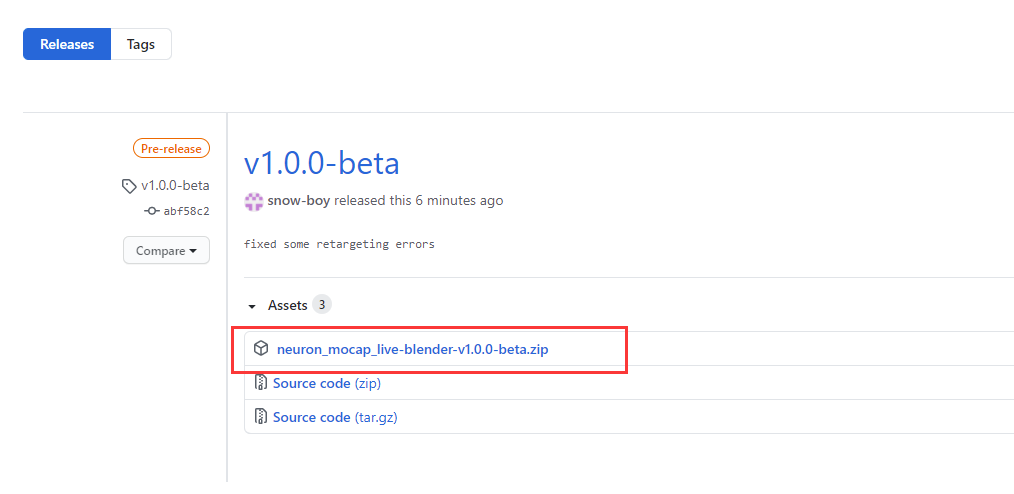 Releases
Tags
Pre-release
v1.0.0-beta
abf58c2
Compare
v1.0.0-beta
snow-boy released this 6 minutes ago
fixed some retargeting errors
Assets 3
neuron_mocap_live-blender-v1.0.0-beta.zip
Source code (zip)
Source code (tar.gz)